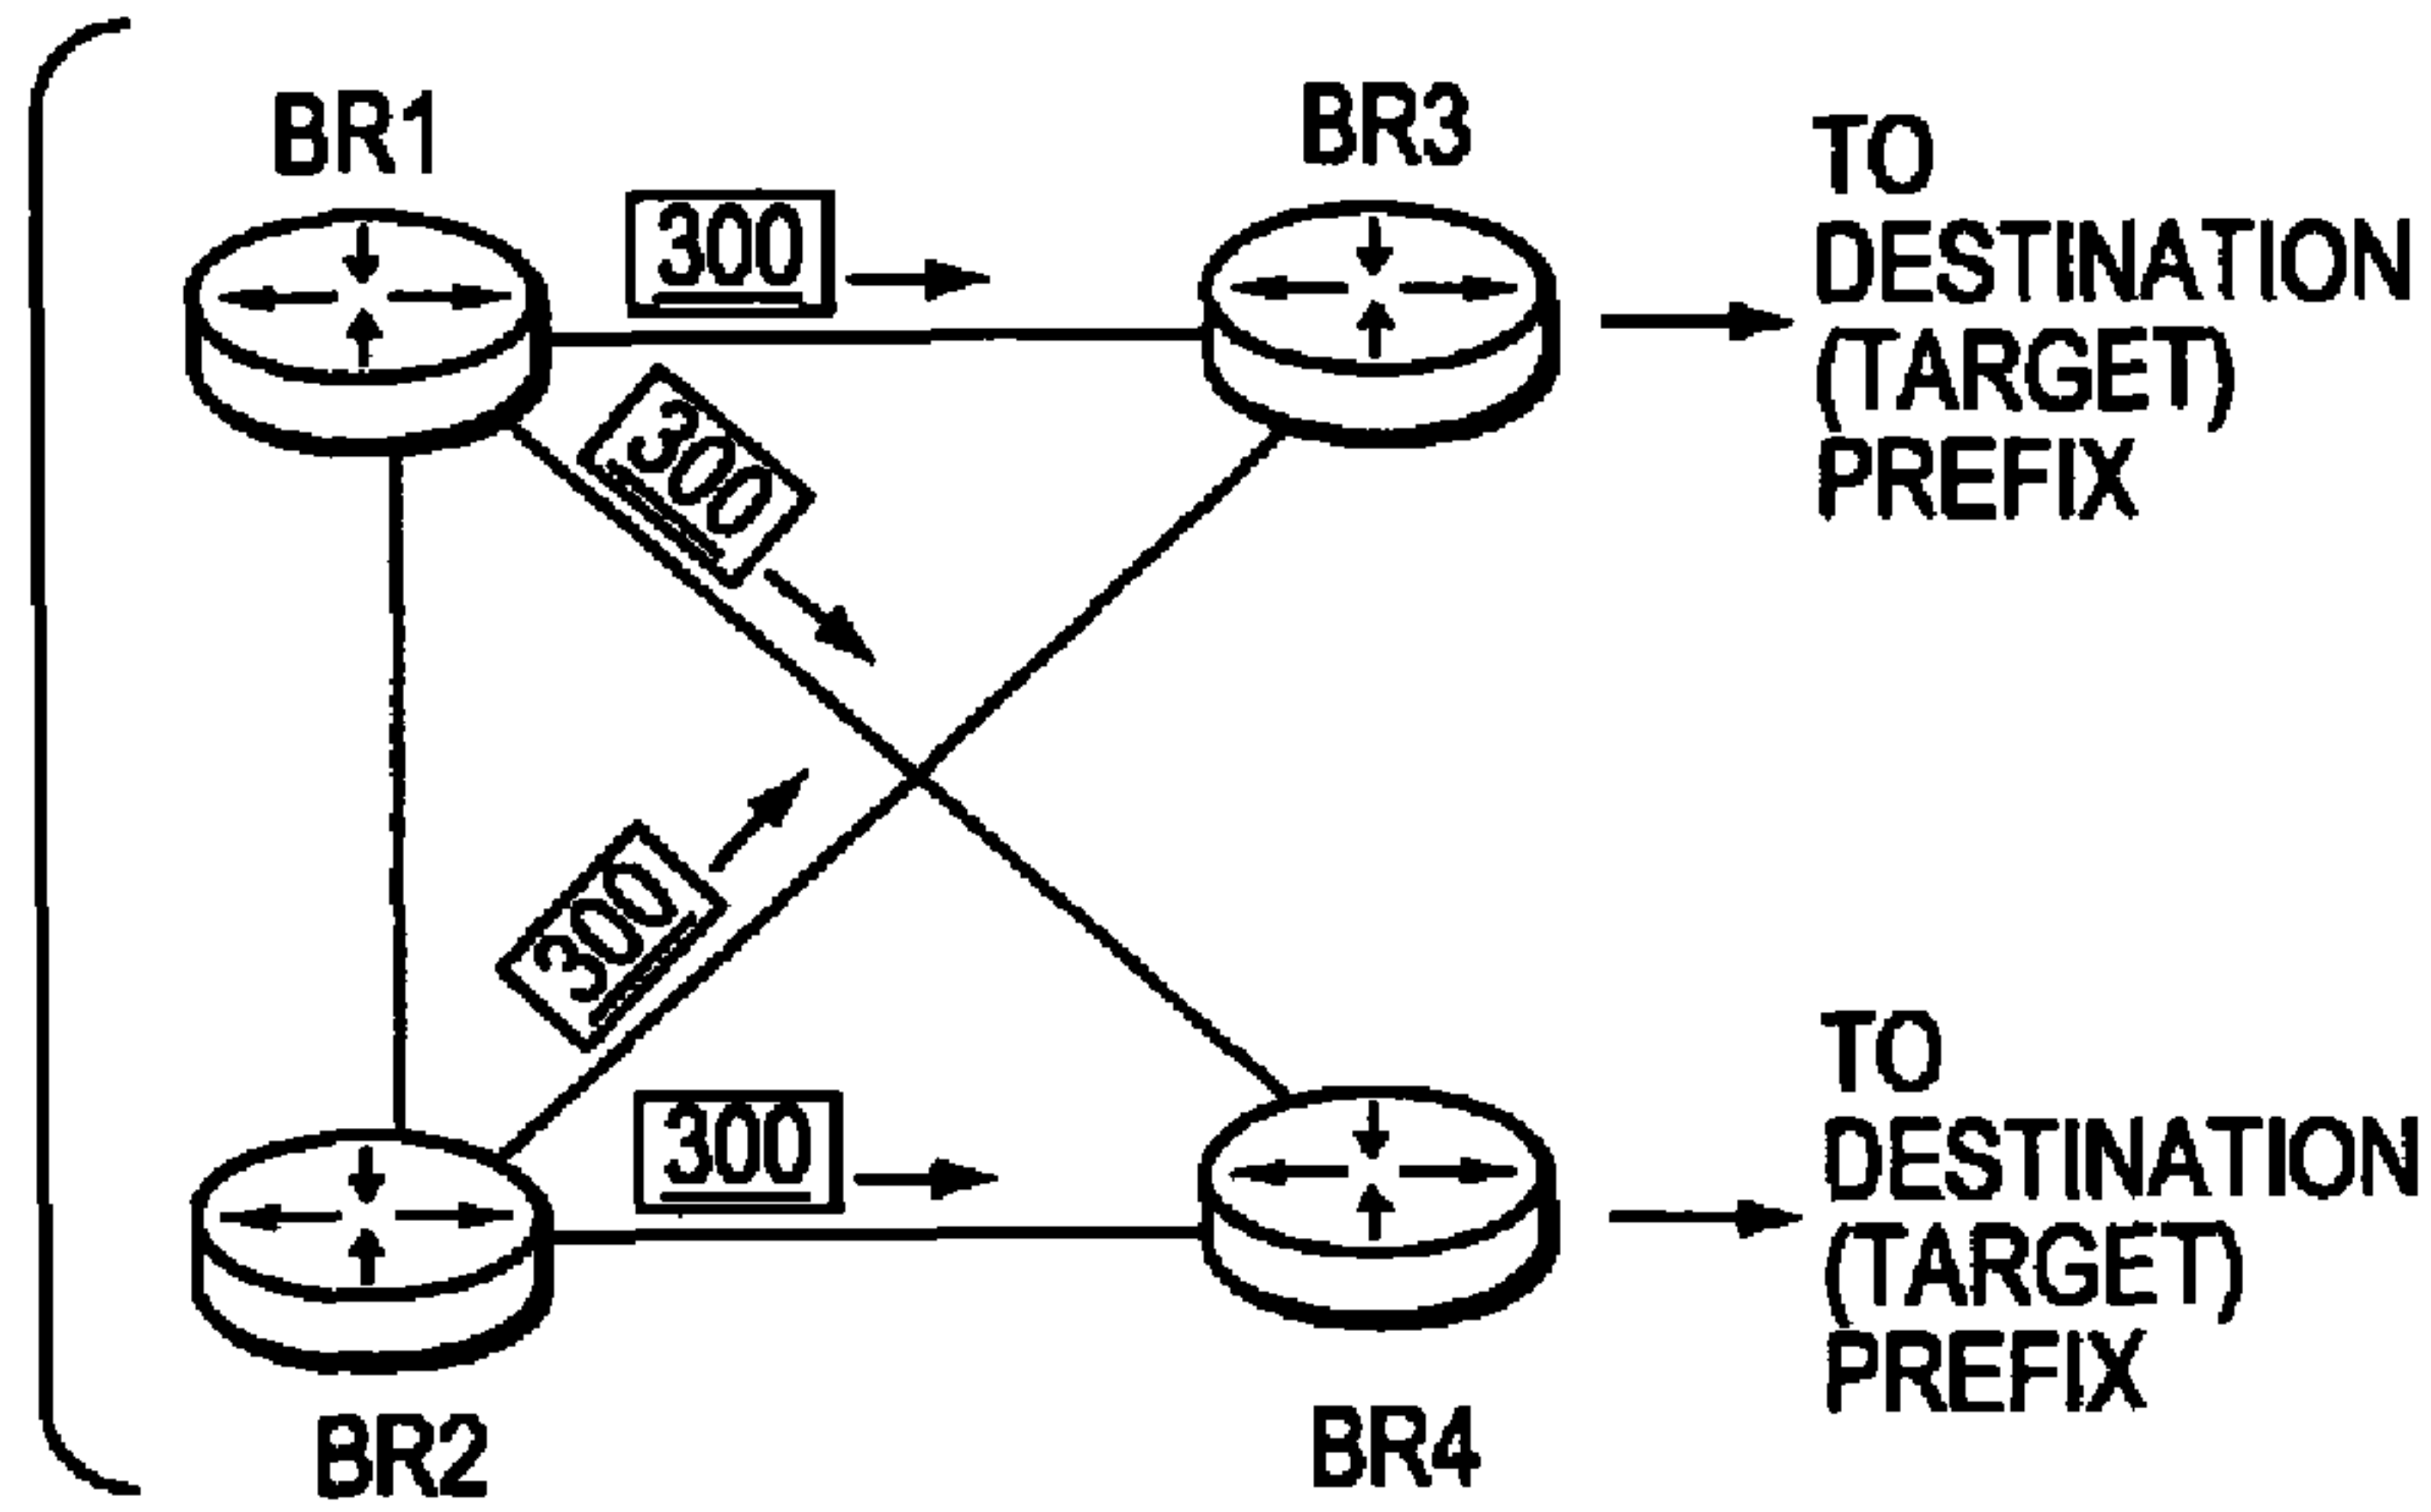 BR1
BR3
300
TO
DESTINATION
(TARGET)
PREFIX
300
300
300
TO
DESTINATION
(TARGET)
PREFIX
BR2
BR4